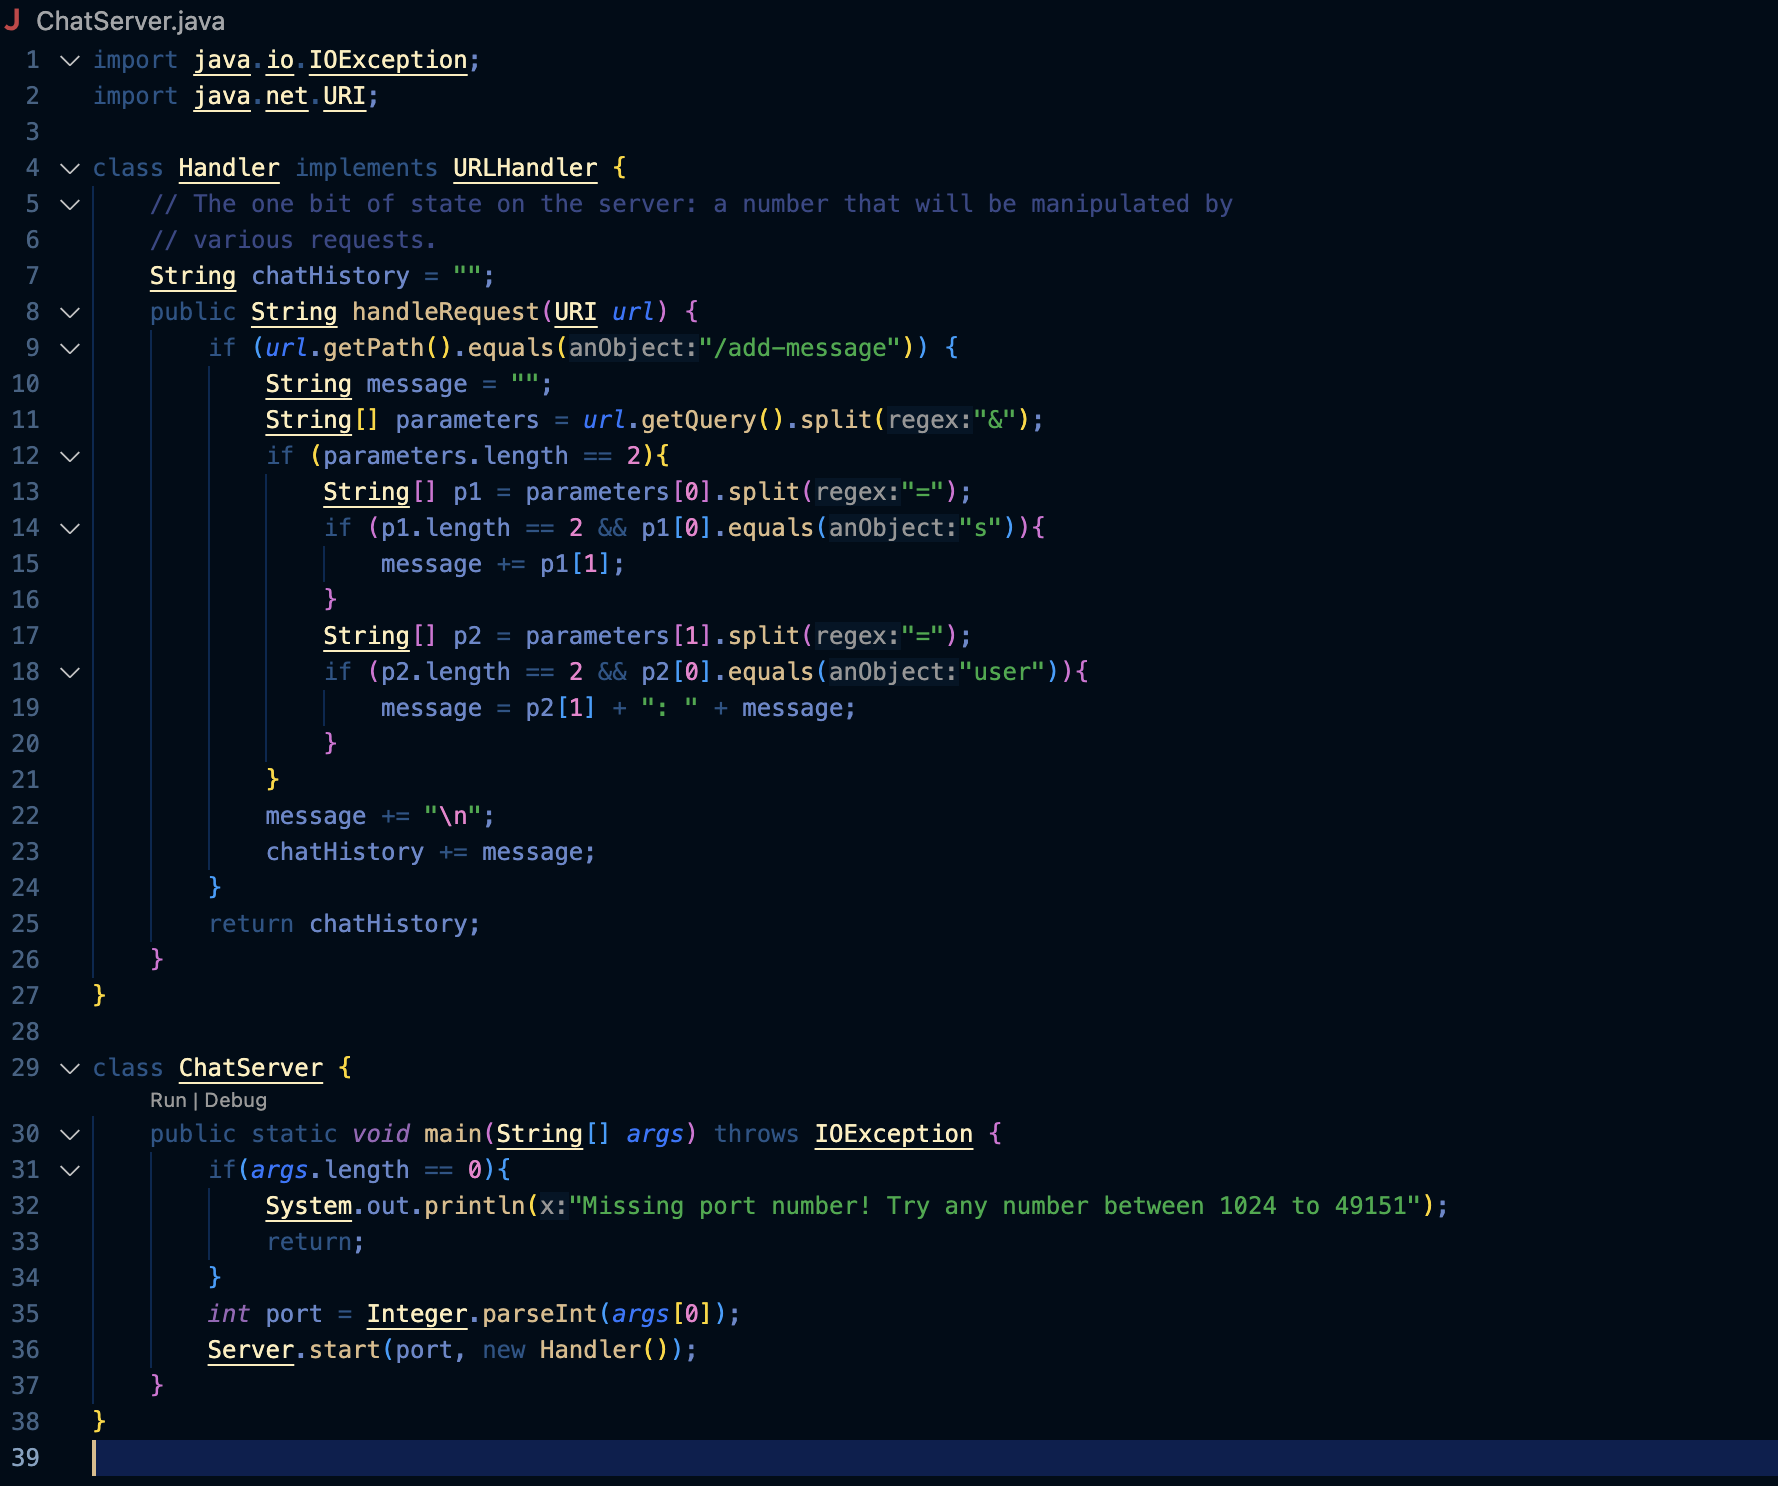 J ChatServer.java
1 import java.io.IOException;
2 import java.net.URI;
3
4 class Handler implements URLHandler {
5     // The one bit of state on the server: a number that will be manipulated by
6     // various requests.
7     String chatHistory = "";
8     public String handleRequest(URI url) {
9         if (url.getPath().equals(anObject:"/add-message")) {
10             String message = "";
11             String[] parameters = url.getQuery().split(regex:"&");
12             if (parameters.length == 2){
13                 String[] p1 = parameters[0].split(regex:"=");
14                 if (p1.length == 2 && p1[0].equals(anObject:"s")){
15                     message += p1[1];
16                 }
17                 String[] p2 = parameters[1].split(regex:"=");
18                 if (p2.length == 2 && p2[0].equals(anObject:"user")){
19                     message = p2[1] + ": " + message;
20                 }
21             }
22             message += "\n";
23             chatHistory += message;
24         }
25         return chatHistory;
26     }
27 }
28
29 class ChatServer {
Run | Debug
30     public static void main(String[] args) throws IOException {
31         if(args.length == 0){
32             System.out.println(x:"Missing port number! Try any number between 1024 to 49151");
33             return;
34         }
35         int port = Integer.parseInt(args[0]);
36         Server.start(port, new Handler());
37     }
38 }
39